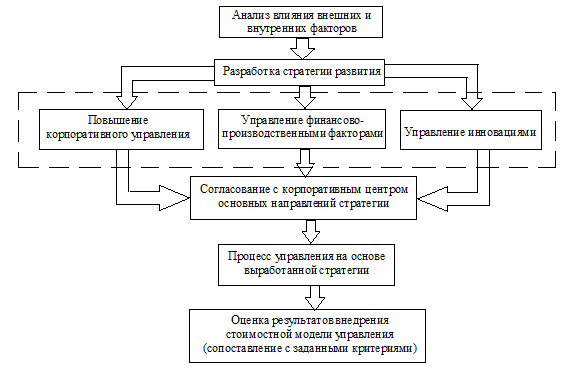 Анализ влияния внешних и
внутренних факторов
Разработка стратегии развития
Повышение
корпоративного управления
Управление финансово-
производственными факторами
Управление инновациями
Согласование с корпоративным центром
основных направлений стратегии
Процесс управления на основе
выработанной стратегии
Оценка результатов внедрения
стоимостной модели управления
(сопоставление с заданными критериями)